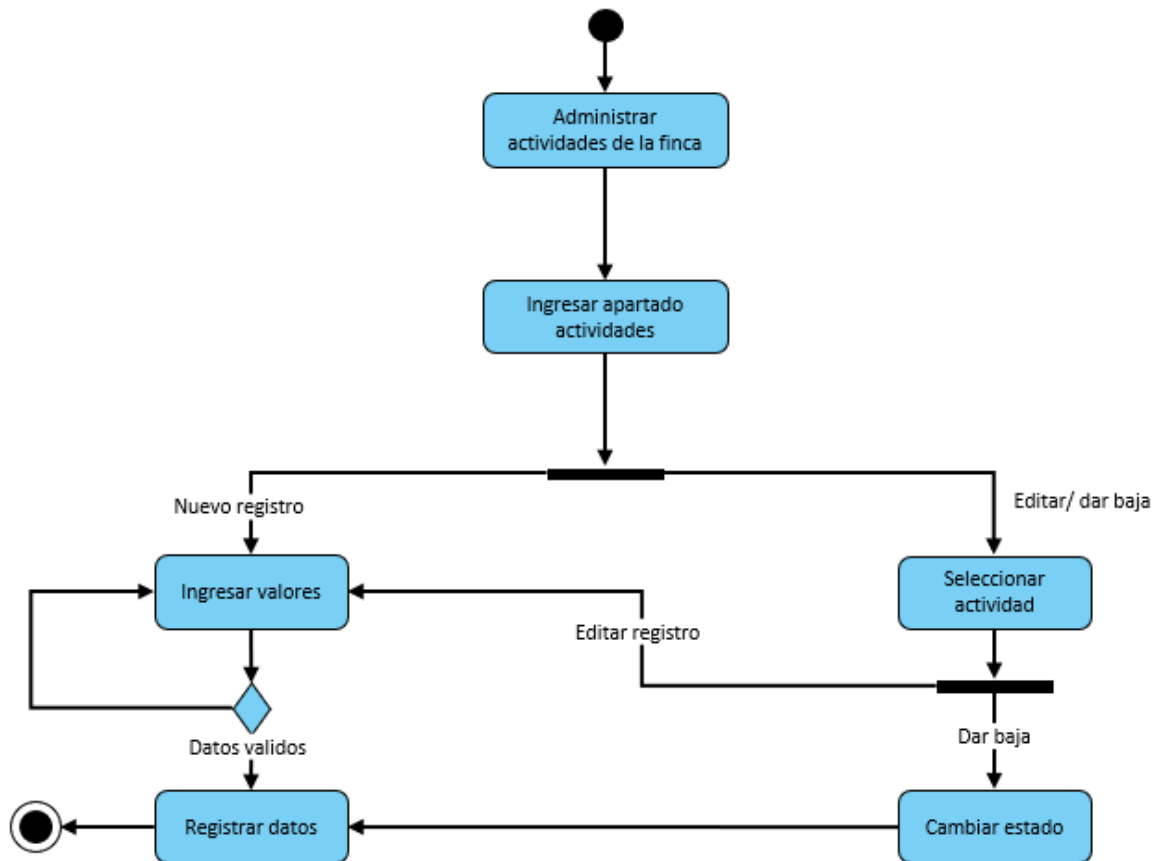 Administrar
actividades de la finca
Ingresar apartado
actividades
Nuevo registro
Editar/ dar baja
Ingresar valores
Seleccionar
actividad
Editar registro
Datos validos
Dar baja
Registrar datos
Cambiar estado